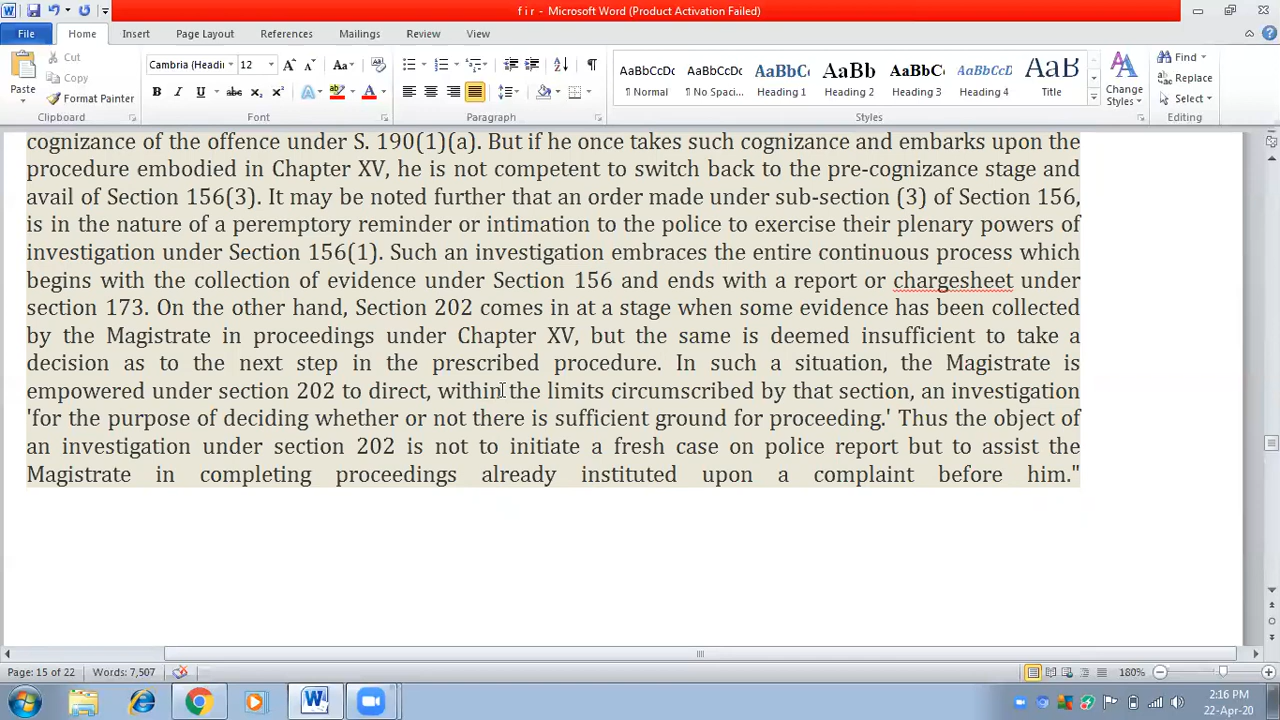 f i r - Microsoft Word (Product Activation Failed)
File Home Insert Page Layout References Mailings Review View
Cut
Copy
Format Painter
Paste
Cambria (Headi 12
B I U abc x₂ x² A ab A
Aa
AaBbCcDc AaBbCcDc AaBbCc AaBb AaBbC AaBbCcD AaB
¶ Normal ¶ No Spaci... Heading 1 Heading 2 Heading 3 Heading 4 Title
Change Styles
Find
Replace
Select
Clipboard Font Paragraph Styles Editing
cognizance of the offence under S. 190(1)(a). But if he once takes such cognizance and embarks upon the
procedure embodied in Chapter XV, he is not competent to switch back to the pre-cognizance stage and
avail of Section 156(3). It may be noted further that an order made under sub-section (3) of Section 156,
is in the nature of a peremptory reminder or intimation to the police to exercise their plenary powers of
investigation under Section 156(1). Such an investigation embraces the entire continuous process which
begins with the collection of evidence under Section 156 and ends with a report or chargesheet under
section 173. On the other hand, Section 202 comes in at a stage when some evidence has been collected
by the Magistrate in proceedings under Chapter XV, but the same is deemed insufficient to take a
decision as to the next step in the prescribed procedure. In such a situation, the Magistrate is
empowered under section 202 to direct, within the limits circumscribed by that section, an investigation
'for the purpose of deciding whether or not there is sufficient ground for proceeding.' Thus the object of
an investigation under section 202 is not to initiate a fresh case on police report but to assist the
Magistrate in completing proceedings already instituted upon a complaint before him."
Page: 15 of 22 Words: 7,507 180%
2:16 PM
22-Apr-20